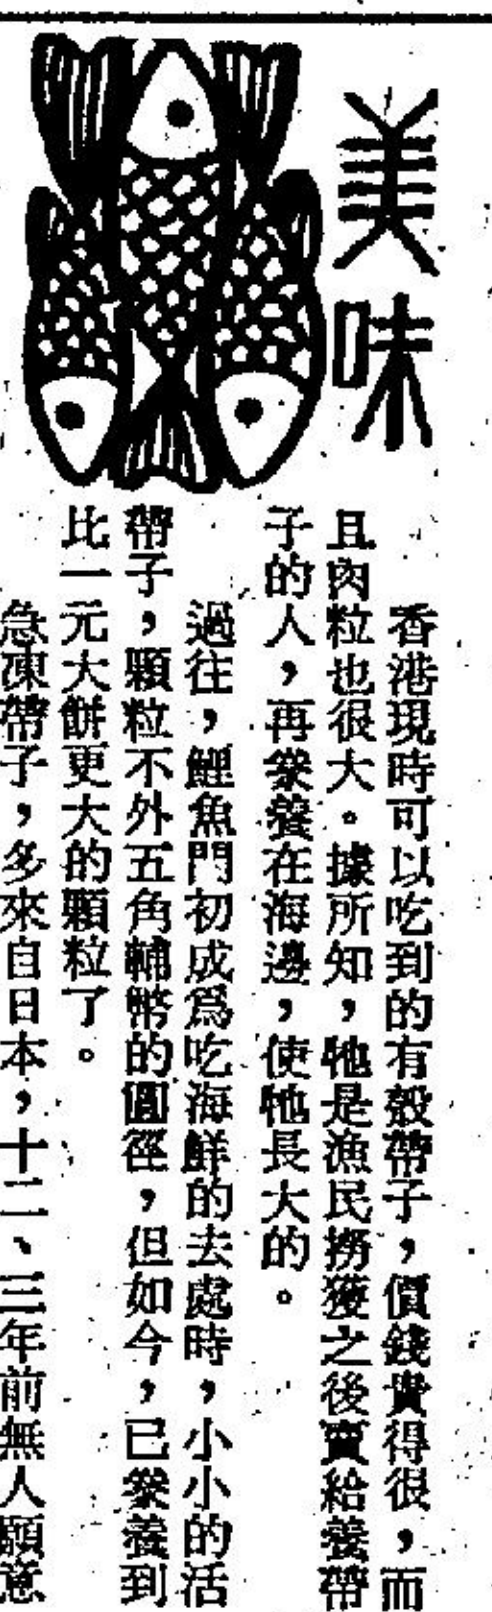 美味
香港現時可以吃到的有殼帶子，價錢貴得很，而
且肉粒也很大。據所知，牠是漁民撈獲之後賣給養帶
子的人，再豢養在海邊，使牠長大的。
過往，鯉魚門初成爲吃海鮮的去處時，小小的活
帶子，顆粒不外五角輔幣的圓徑，但如今，已豢養到
比一元大餅更大的顆粒了。
急凍帶子，多來自日本，十二、三年前無人願意